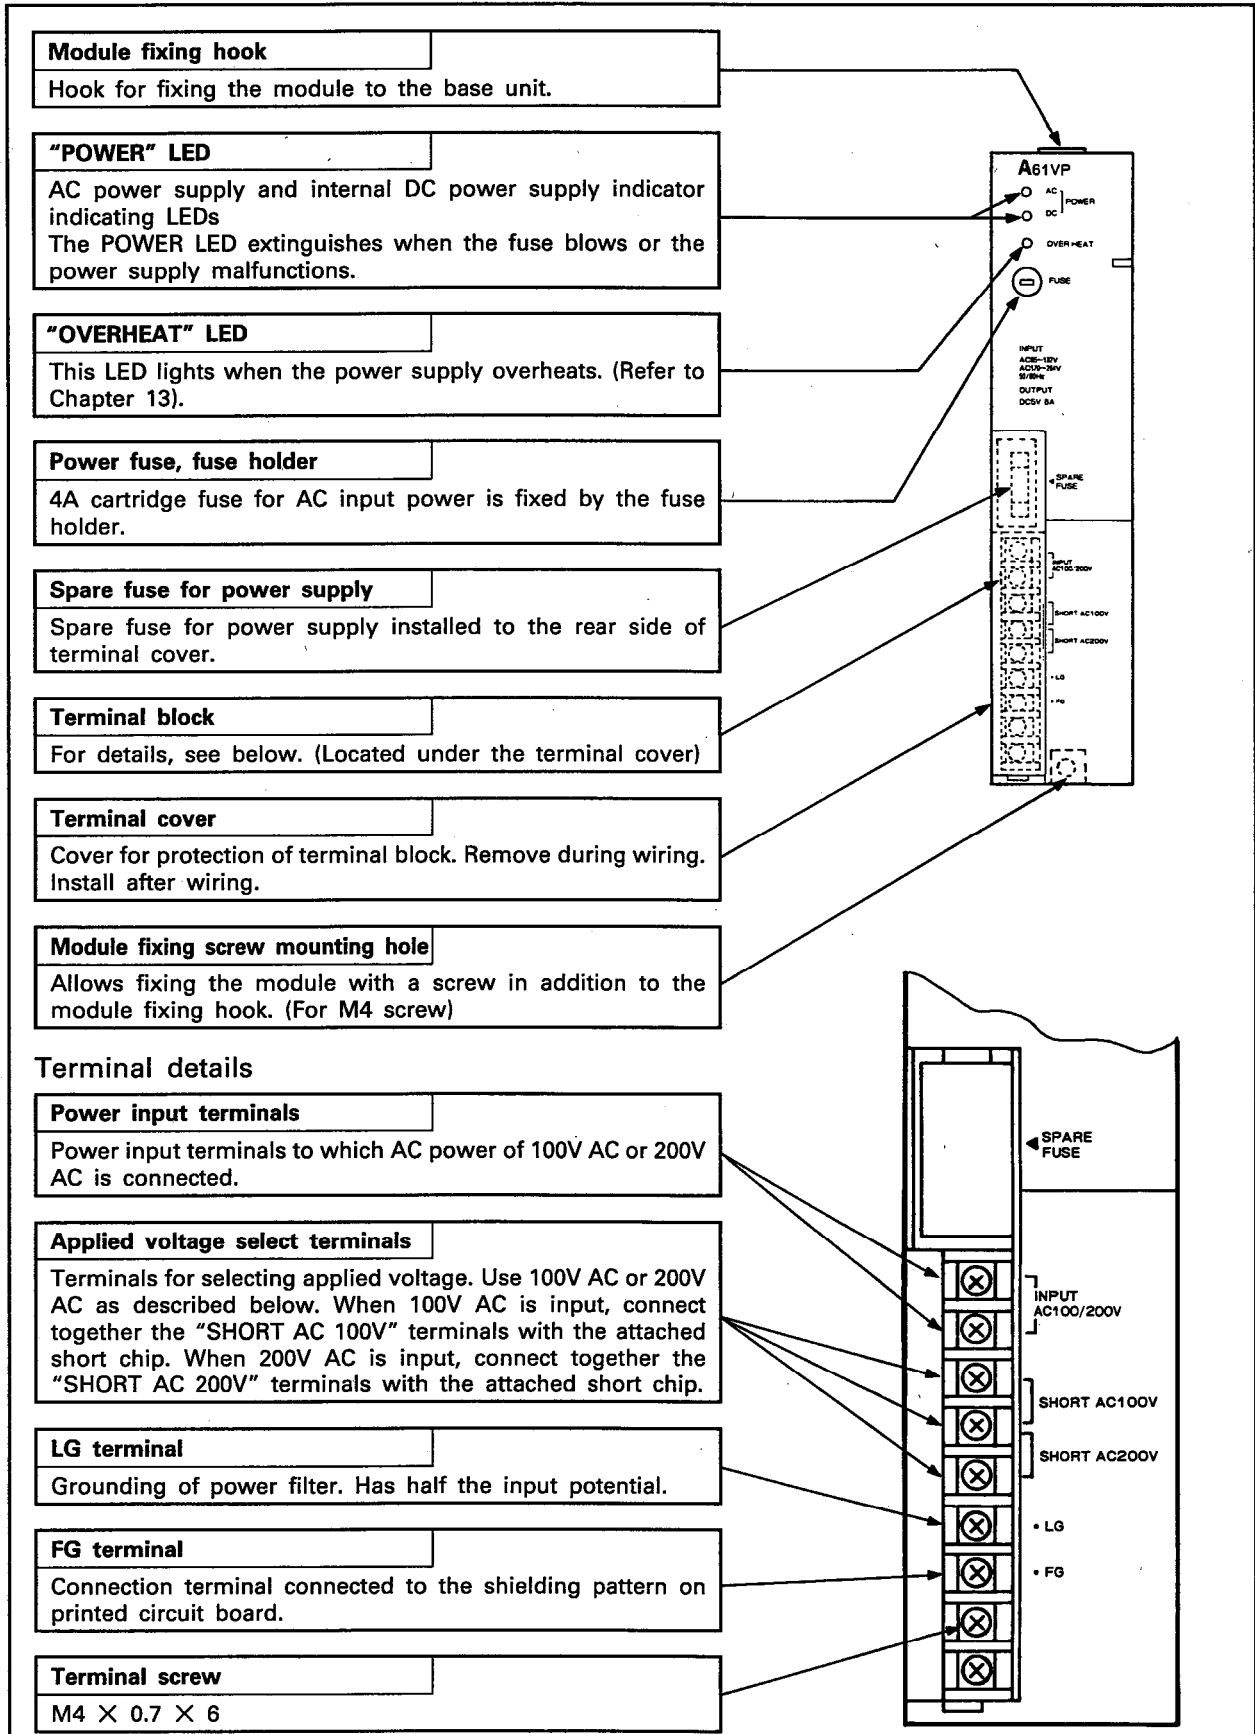 Module fixing hook
Hook for fixing the module to the base unit.
"POWER" LED
AC power supply and internal DC power supply indicator
indicating LEDs
The POWER LED extinguishes when the fuse blows or the
power supply malfunctions.
"OVERHEAT" LED
This LED lights when the power supply overheats. (Refer to
Chapter 13).
Power fuse, fuse holder
4A cartridge fuse for AC input power is fixed by the fuse
holder.
Spare fuse for power supply
Spare fuse for power supply installed to the rear side of
terminal cover.
Terminal block
For details, see below. (Located under the terminal cover)
Terminal cover
Cover for protection of terminal block. Remove during wiring.
Install after wiring.
Module fixing screw mounting hole
Allows fixing the module with a screw in addition to the
module fixing hook. (For M4 screw)
A61VP
AC
POWER
DC
OVERHEAT
FUSE
INPUT
AC85-132V
AC170-264V
50/60Hz
OUTPUT
DC5V 8A
SPARE
FUSE
INPUT
AC100/200V
SHORT AC100V
SHORT AC200V
• LG
• FG
Terminal details
Power input terminals
Power input terminals to which AC power of 100V AC or 200V
AC is connected.
Applied voltage select terminals
Terminals for selecting applied voltage. Use 100V AC or 200V
AC as described below. When 100V AC is input, connect
together the "SHORT AC 100V" terminals with the attached
short chip. When 200V AC is input, connect together the
"SHORT AC 200V" terminals with the attached short chip.
LG terminal
Grounding of power filter. Has half the input potential.
FG terminal
Connection terminal connected to the shielding pattern on
printed circuit board.
Terminal screw
M4 × 0.7 × 6
SPARE
FUSE
INPUT
AC100/200V
SHORT AC100V
SHORT AC200V
• LG
• FG